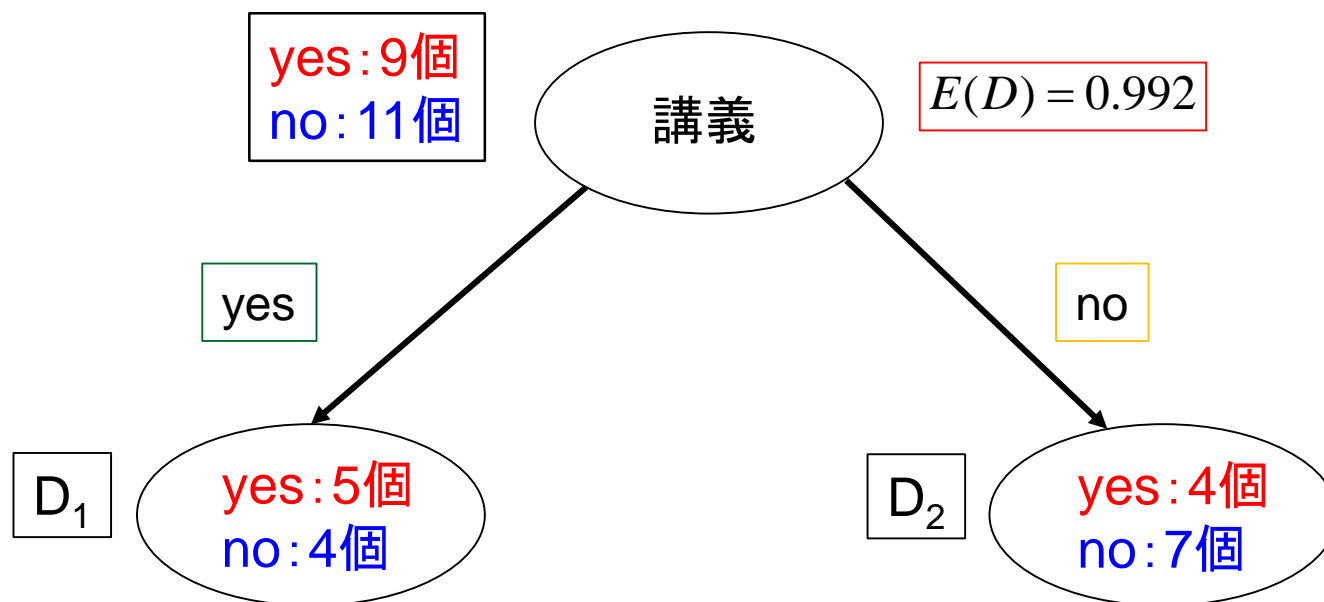 yes:9個
no:11個
講義
E(D) = 0.992
yes
no
D₁
yes:5個
no:4個
D₂
yes:4個
no:7個